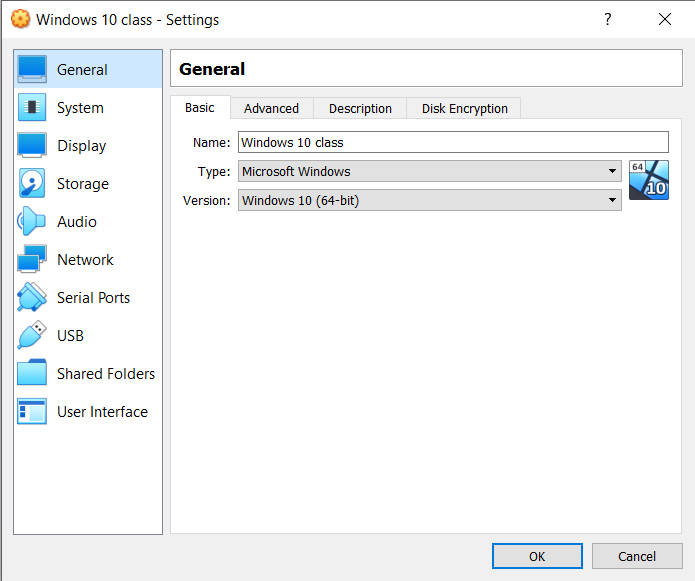 Windows 10 class - Settings
?
General
System
Display
Storage
Audio
Network
Serial Ports
USB
Shared Folders
User Interface
General
Basic Advanced Description Disk Encryption
Name: Windows 10 class
Type: Microsoft Windows
Version: Windows 10 (64-bit)
64
10
OK Cancel